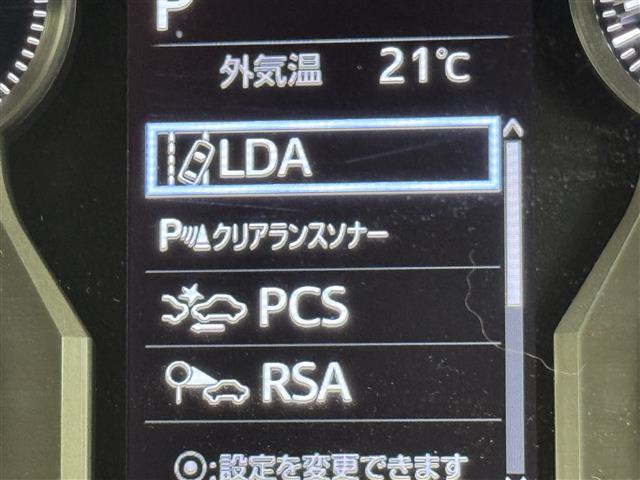 P
外気温 21℃
LDA
Pクリアランスソナー
PCS
RSA
:設定を変更できます